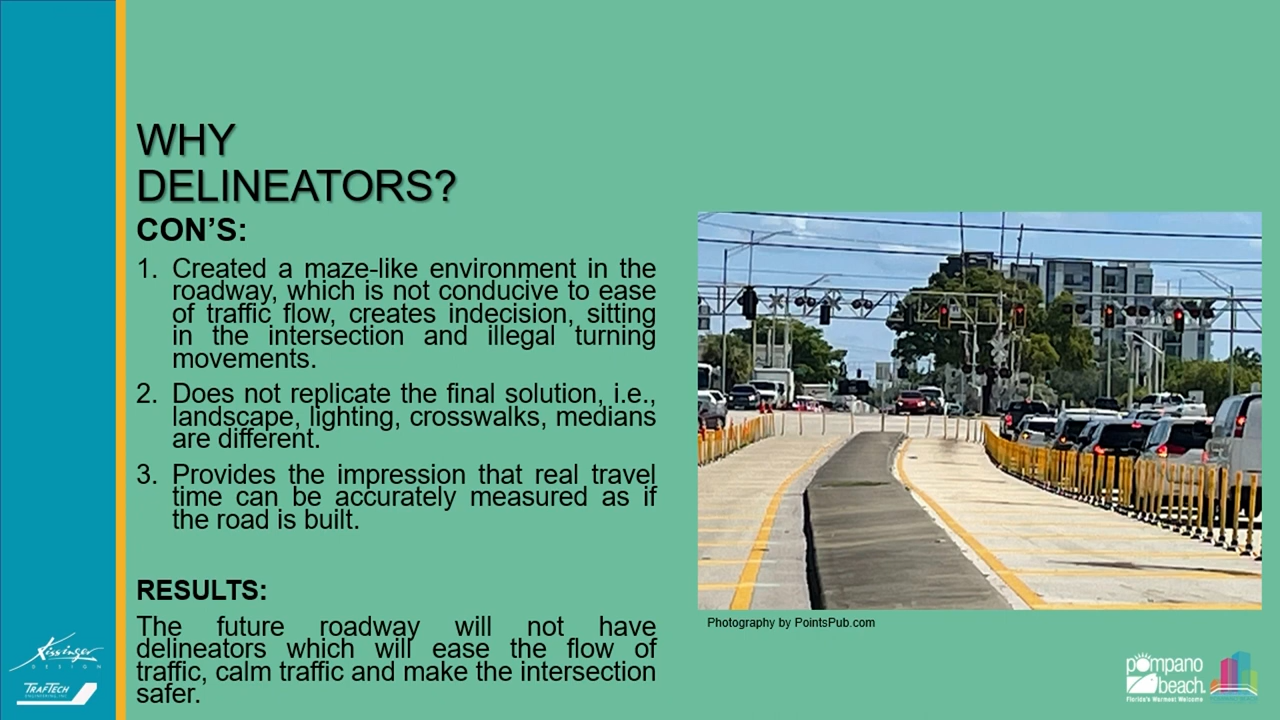 WHY
DELINEATORS?
CON'S:
1. Created a maze-like environment in the
roadway, which is not conducive to ease
of traffic flow, creates indecision, sitting
in the intersection and illegal turning
movements.
2. Does not replicate the final solution, i.e.,
landscape, lighting, crosswalks, medians
are different.
3. Provides the impression that real travel
time can be accurately measured as if
the road is built.
RESULTS:
The future roadway will not have
delineators which will ease the flow of
traffic, calm traffic and make the intersection
safer.
Photography by PointsPub.com
Kissinger
DESIGN
TRAFTECH
ENGINEERING, INC.
pompano
beach
Florida's Warmest Welcome